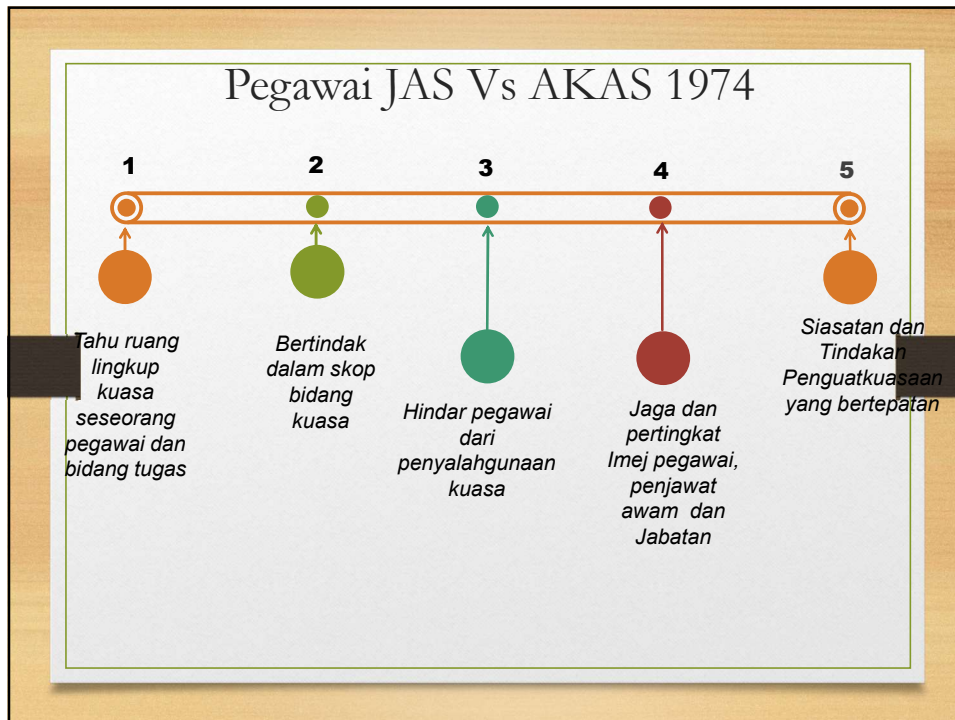 Pegawai JAS Vs AKAS 1974
1
Tahu ruang
lingkup
kuasa
seseorang
pegawai dan
bidang tugas
2
Bertindak
dalam skop
bidang
kuasa
3
Hindar pegawai
dari
penyalahgunaan
kuasa
4
Jaga dan
pertingkat
Imej pegawai,
penjawat
awam dan
Jabatan
5
Siasatan dan
Tindakan
Penguatkuasaan
yang bertepatan